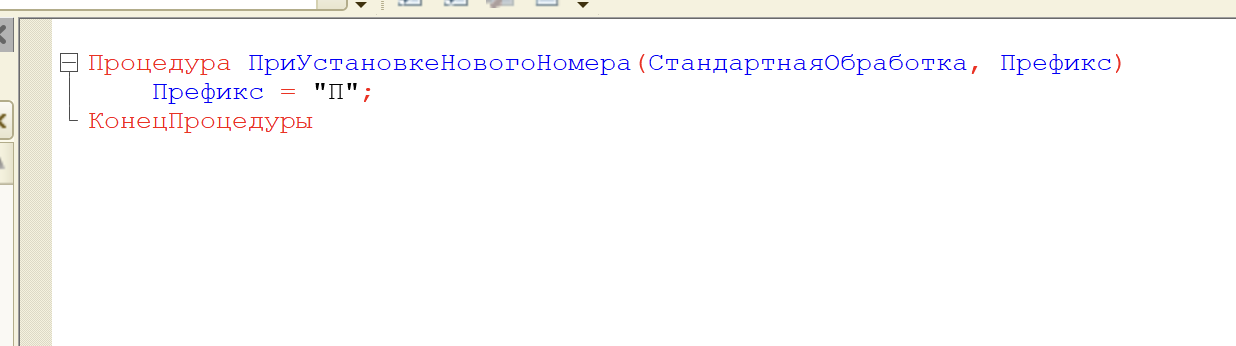 Процедура ПриУстановкеНовогоНомера(СтандартнаяОбработка, Префикс)
Префикс = "П";
КонецПроцедуры